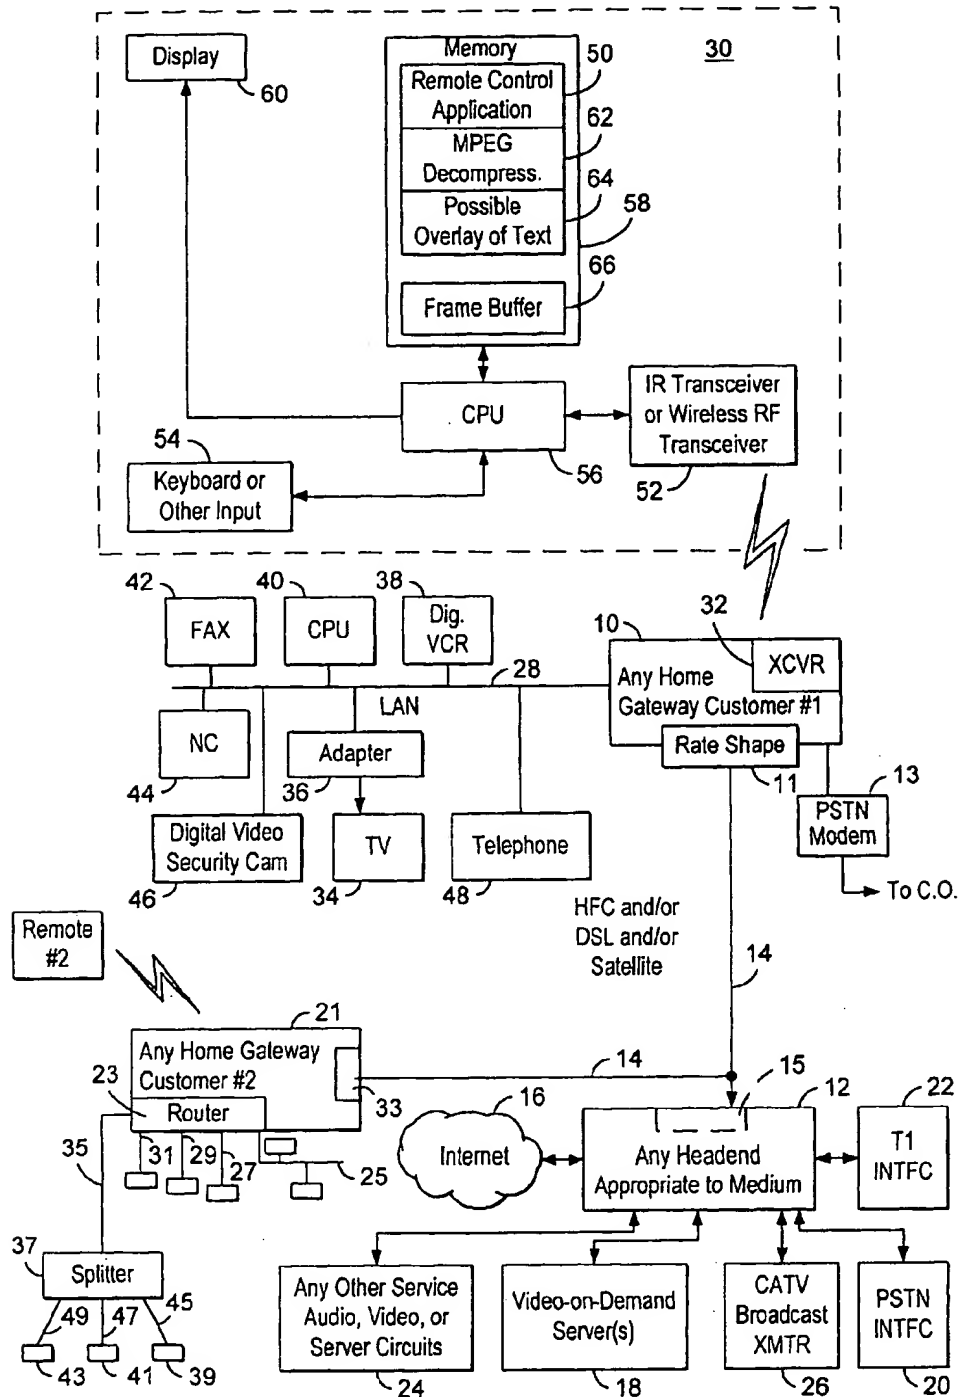 Memory
50
30
Display
60
Remote Control
Application
62
MPEG
Decompress.
64
Possible
Overlay of Text
58
66
Frame Buffer
CPU
56
IR Transceiver
or Wireless RF
Transceiver
52
54
Keyboard or
Other Input
42
FAX
40
CPU
38
Dig.
VCR
28
LAN
10
32
XCVR
Any Home
Gateway Customer #1
Rate Shape
11
13
PSTN
Modem
To C.O.
NC
44
Adapter
36
Digital Video
Security Cam
46
TV
34
Telephone
48
HFC and/or
DSL and/or
Satellite
14
Remote
#2
21
Any Home Gateway
Customer #2
23
Router
33
14
15
12
16
Internet
Any Headend
Appropriate to Medium
22
T1
INTFC
31
29
27
25
35
37
Splitter
49
47
45
43
41
39
Any Other Service
Audio, Video, or
Server Circuits
24
Video-on-Demand
Server(s)
18
CATV
Broadcast
XMTR
26
PSTN
INTFC
20